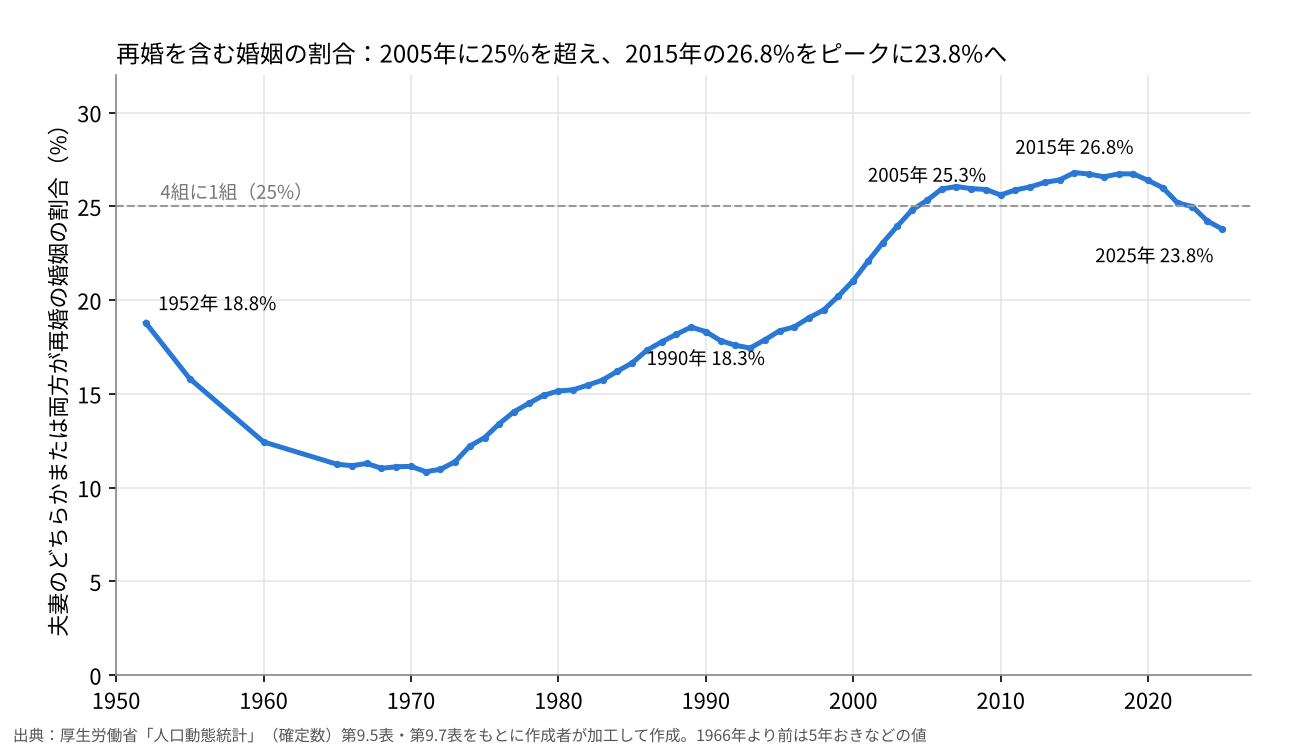 再婚を含む婚姻の割合：2005年に25%を超え、2015年の26.8%をピークに23.8%へ
夫妻のどちらかまたは両方が再婚の婚姻の割合（%）
30
25
20
15
10
5
0
4組に1組（25%）
1952年 18.8%
1990年 18.3%
2005年 25.3%
2015年 26.8%
2025年 23.8%
1950 1960 1970 1980 1990 2000 2010 2020
出典：厚生労働省「人口動態統計」（確定数）第9.5表・第9.7表をもとに作成者が加工して作成。1966年より前は5年おきなどの値